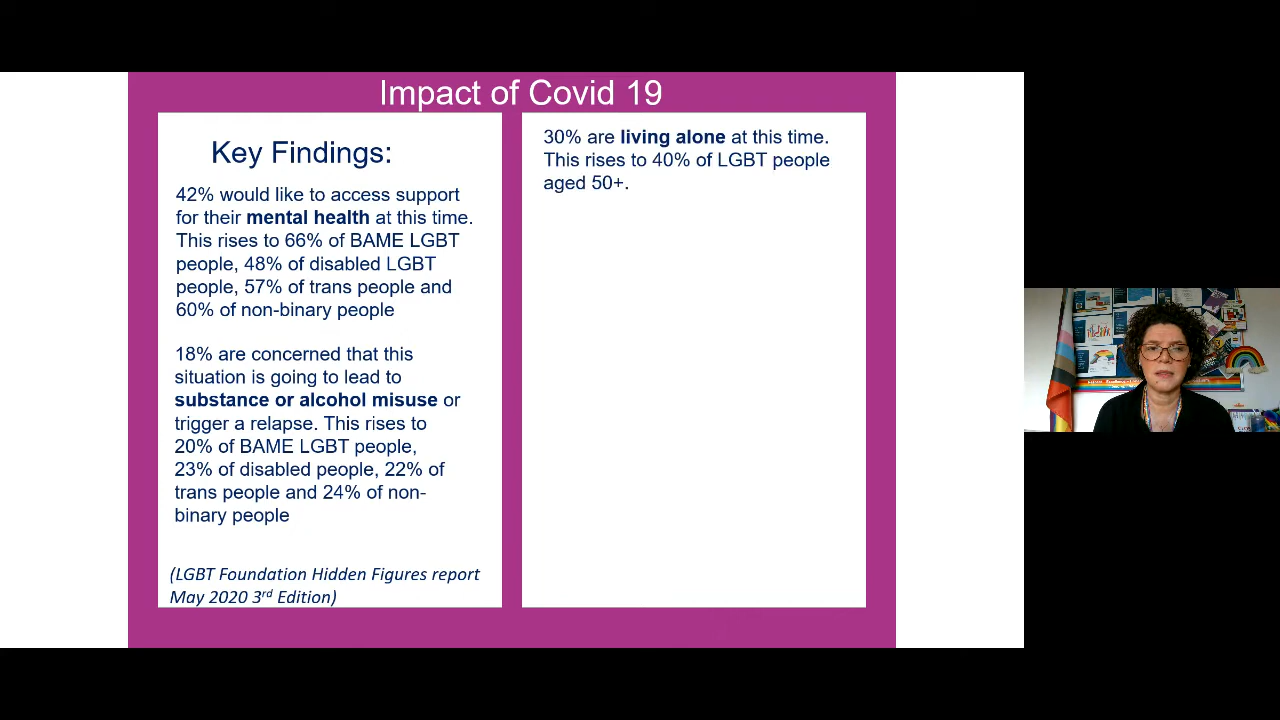 Impact of Covid 19
Key Findings:
42% would like to access support
for their mental health at this time.
This rises to 66% of BAME LGBT
people, 48% of disabled LGBT
people, 57% of trans people and
60% of non-binary people
18% are concerned that this
situation is going to lead to
substance or alcohol misuse or
trigger a relapse. This rises to
20% of BAME LGBT people,
23% of disabled people, 22% of
trans people and 24% of non-
binary people
(LGBT Foundation Hidden Figures report
May 2020 3rd Edition)
30% are living alone at this time.
This rises to 40% of LGBT people
aged 50+.